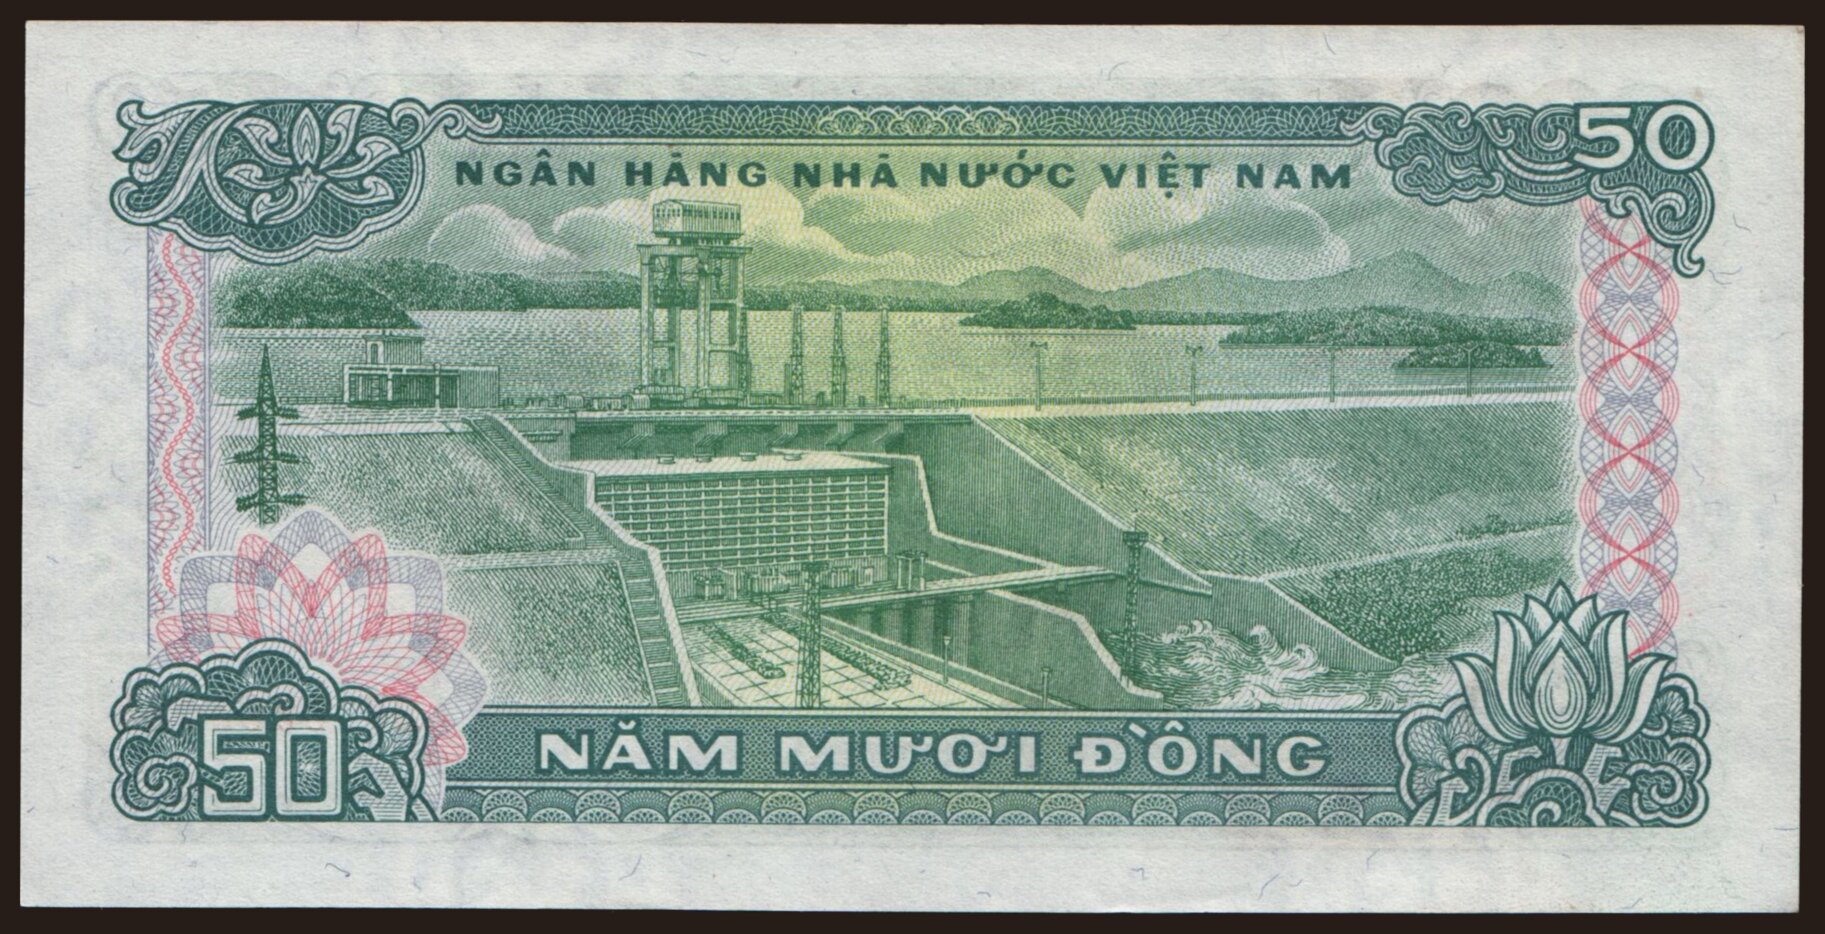 50
NGÂN HÀNG NHÀ NƯỚC VIỆT NAM
50
NĂM MƯƠI ĐỒNG